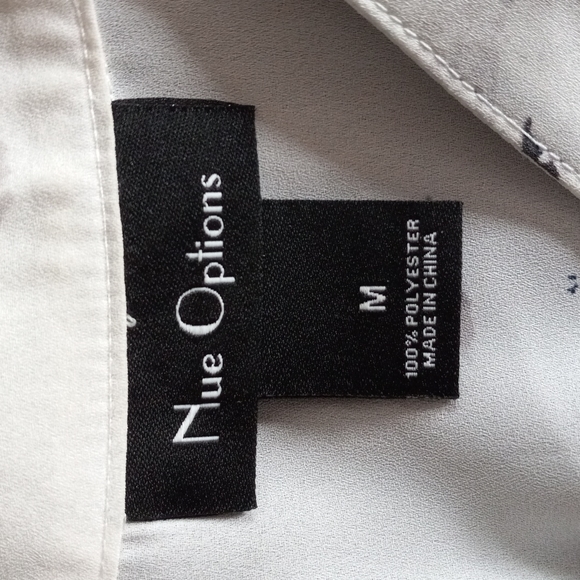 Nue Options
M
100% POLYESTER
MADE IN CHINA